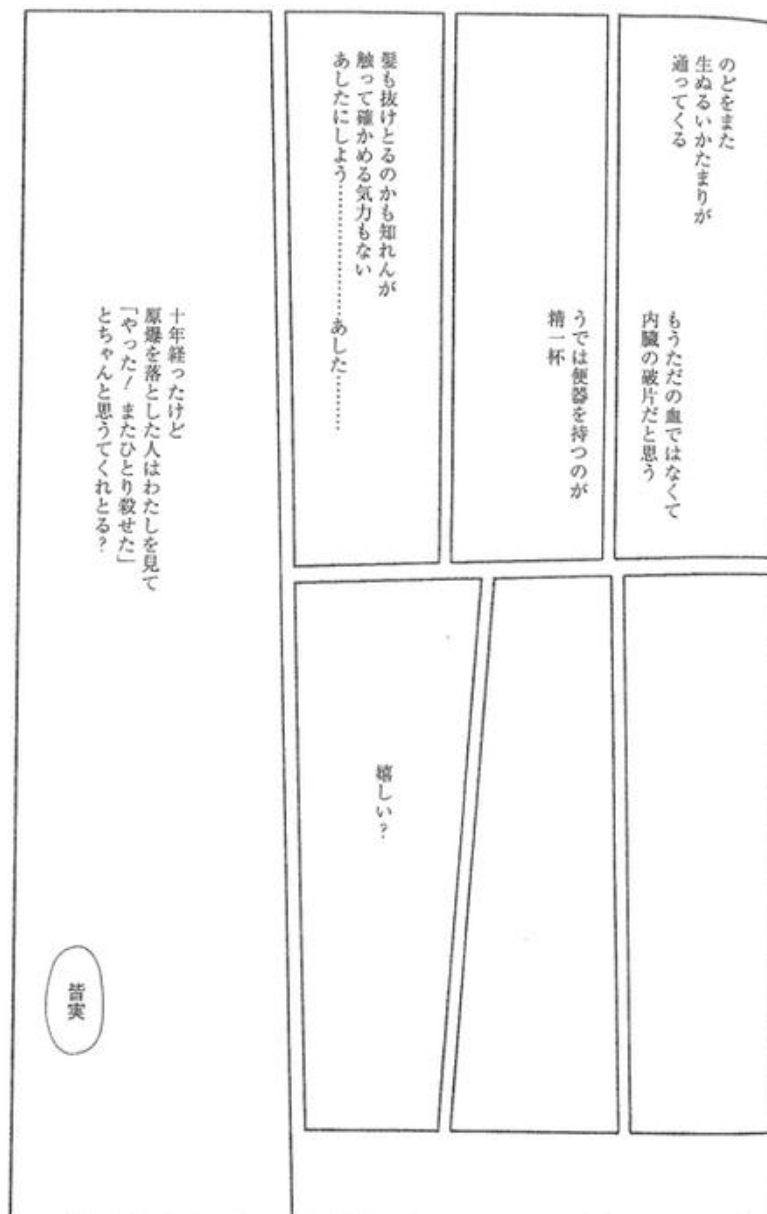 のどをまた
生ぬるいかたまりが
通ってくる
もうただの血ではなくて
内臓の破片だと思う
うでは便器を持つのが
精一杯
髪も抜けとるのかも知れんが
触って確かめる気力もない
あしたにしよう…………………あした………
嬉しい?
十年経ったけど
原爆を落とした人はわたしを見て
「やった! またひとり殺せた」
とちゃんと思うてくれとる?
皆実